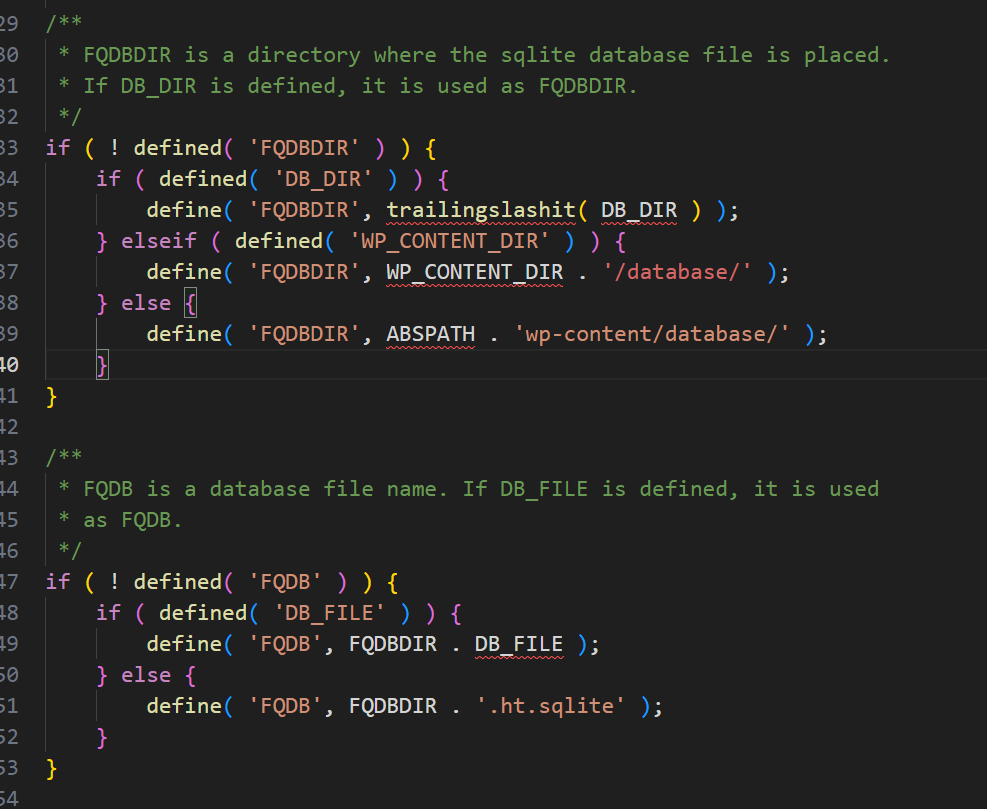 29 /**
30  * FQDBDIR is a directory where the sqlite database file is placed.
31  * If DB_DIR is defined, it is used as FQDBDIR.
32  */
33 if ( ! defined( 'FQDBDIR' ) ) {
34     if ( defined( 'DB_DIR' ) ) {
35         define( 'FQDBDIR', trailingslashit( DB_DIR ) );
36     } elseif ( defined( 'WP_CONTENT_DIR' ) ) {
37         define( 'FQDBDIR', WP_CONTENT_DIR . '/database/' );
38     } else {
39         define( 'FQDBDIR', ABSPATH . 'wp-content/database/' );
40     }
41 }
42
43 /**
44  * FQDB is a database file name. If DB_FILE is defined, it is used
45  * as FQDB.
46  */
47 if ( ! defined( 'FQDB' ) ) {
48     if ( defined( 'DB_FILE' ) ) {
49         define( 'FQDB', FQDBDIR . DB_FILE );
50     } else {
51         define( 'FQDB', FQDBDIR . '.ht.sqlite' );
52     }
53 }
54